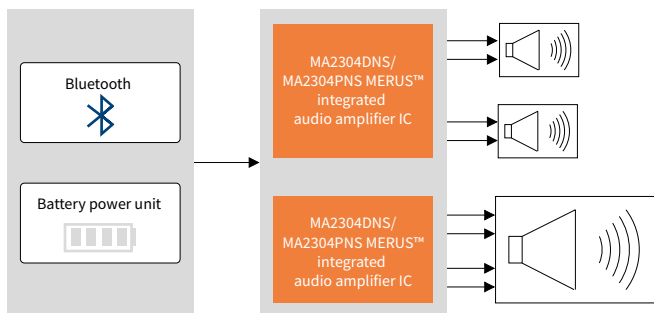 Bluetooth
Battery power unit
MA2304DNS/
MA2304PNS MERUS™
integrated
audio amplifier IC
MA2304DNS/
MA2304PNS MERUS™
integrated
audio amplifier IC